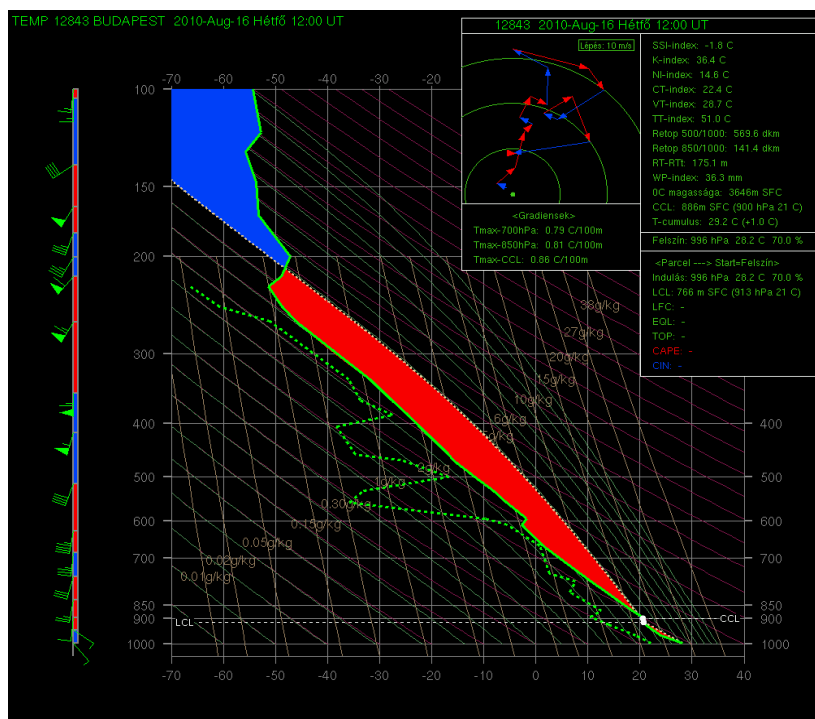 TEMP 12843 BUDAPEST 2010-Aug-16 Hétfő 12:00 UT
12843 2010-Aug-16 Hétfő 12:00 UT
Lépés: 10 m/s
SSI-index: -1.8 C
K-index: 36.4 C
NI-index: 14.6 C
CT-index: 22.4 C
VT-index: 28.7 C
TT-index: 51.0 C
Retop 500/1000: 569.6 dkm
Retop 850/1000: 141.4 dkm
RT-RTt: 175.1 m
WP-index: 36.3 mm
0C magassága: 3646m SFC
CCL: 886m SFC (900 hPa 21 C)
T-cumulus: 29.2 C (+1.0 C)
Felszín: 996 hPa 28.2 C 70.0 %
<Parcel ---> Start=Felszín>
Indulás: 996 hPa 28.2 C 70.0 %
LCL: 766 m SFC (913 hPa 21 C)
LFC: -
EQL: -
TOP: -
CAPE: -
CIN: -
<Gradiensek>
Tmax-700hPa: 0.79 C/100m
Tmax-850hPa: 0.81 C/100m
Tmax-CCL: 0.86 C/100m
-70 -60 -50 -40 -30 -20 -10
100
150
200
300
400 400
500 500
600 600
700 700
850 850
900 900
1000 1000
38g/kg
27g/kg
20g/kg
15g/kg
10g/kg
6g/kg
2g/kg
1g/kg
0.30g/kg
0.15g/kg
0.05g/kg
0.02g/kg
0.01g/kg
LCL CCL
-70 -60 -50 -40 -30 -20 -10 0 10 20 30 40